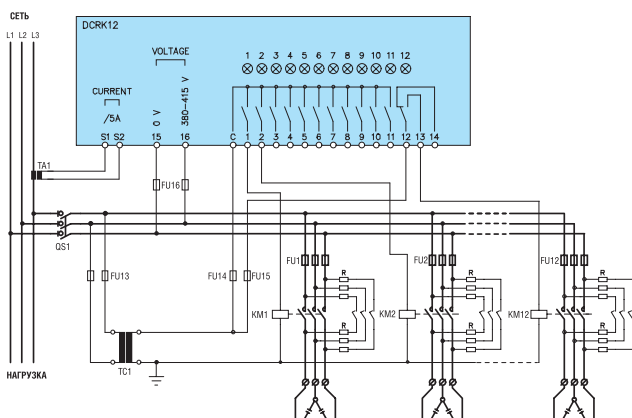 СЕТЬ
L1 L2 L3
DCRK12
VOLTAGE
1 2 3 4 5 6 7 8 9 10 11 12
CURRENT
/5A
0 V
380-415 V
S1 S2 15 16 C 1 2 3 4 5 6 7 8 9 10 11 12 13 14
TA1
FU16
QS1
FU13
FU14
FU15
FU1
FU2
FU12
R
R
R
KM1
KM2
KM12
R
R
R
TC1
НАГРУЗКА